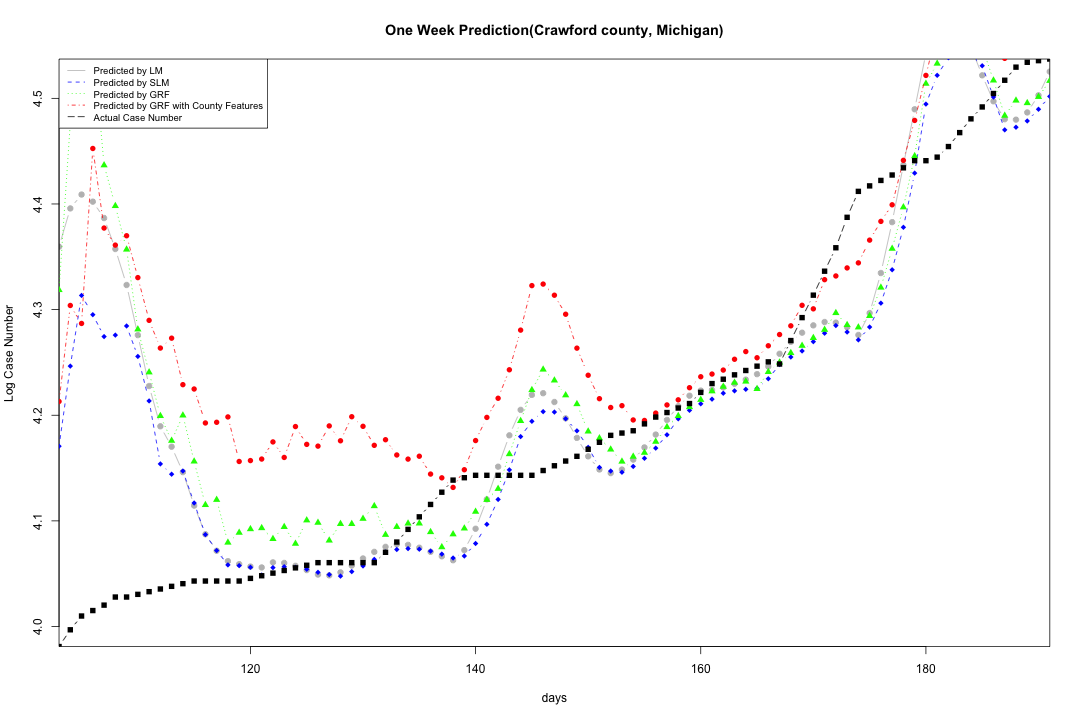 One Week Prediction(Crawford county, Michigan)
Predicted by LM
Predicted by SLM
Predicted by GRF
Predicted by GRF with County Features
Actual Case Number
Log Case Number
4.5
4.4
4.3
4.2
4.1
4.0
120 140 160 180
days